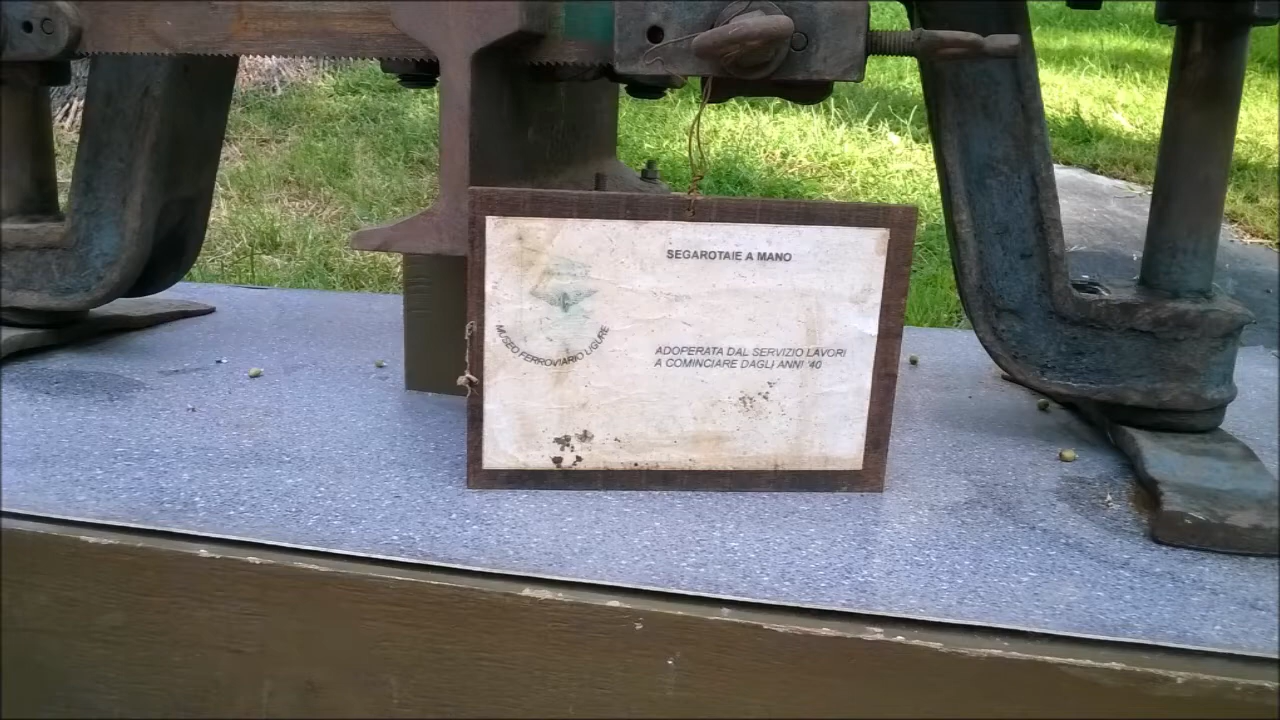 SEGAROTAIE A MANO
MUSEO FERROVIARIO LIGURE
ADOPERATA DAL SERVIZIO LAVORI
A COMINCIARE DAGLI ANNI '40